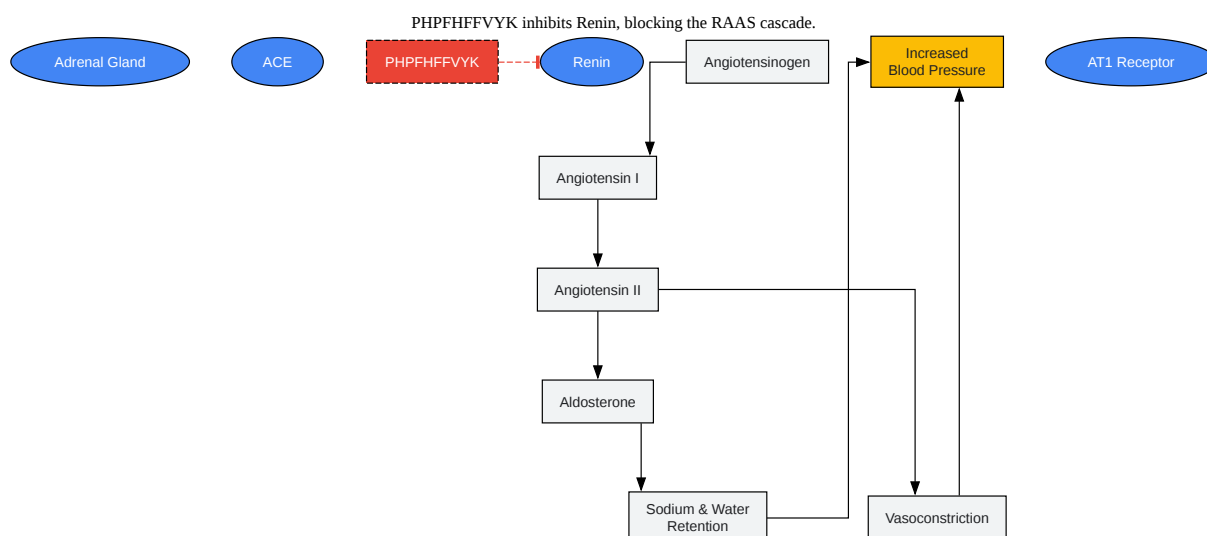 PHPFHFFVYK inhibits Renin, blocking the RAAS cascade.
Adrenal Gland
ACE
PHPFHFFVYK
Renin
Angiotensinogen
Increased
Blood Pressure
AT1 Receptor
Angiotensin I
Angiotensin II
Aldosterone
Sodium & Water
Retention
Vasoconstriction